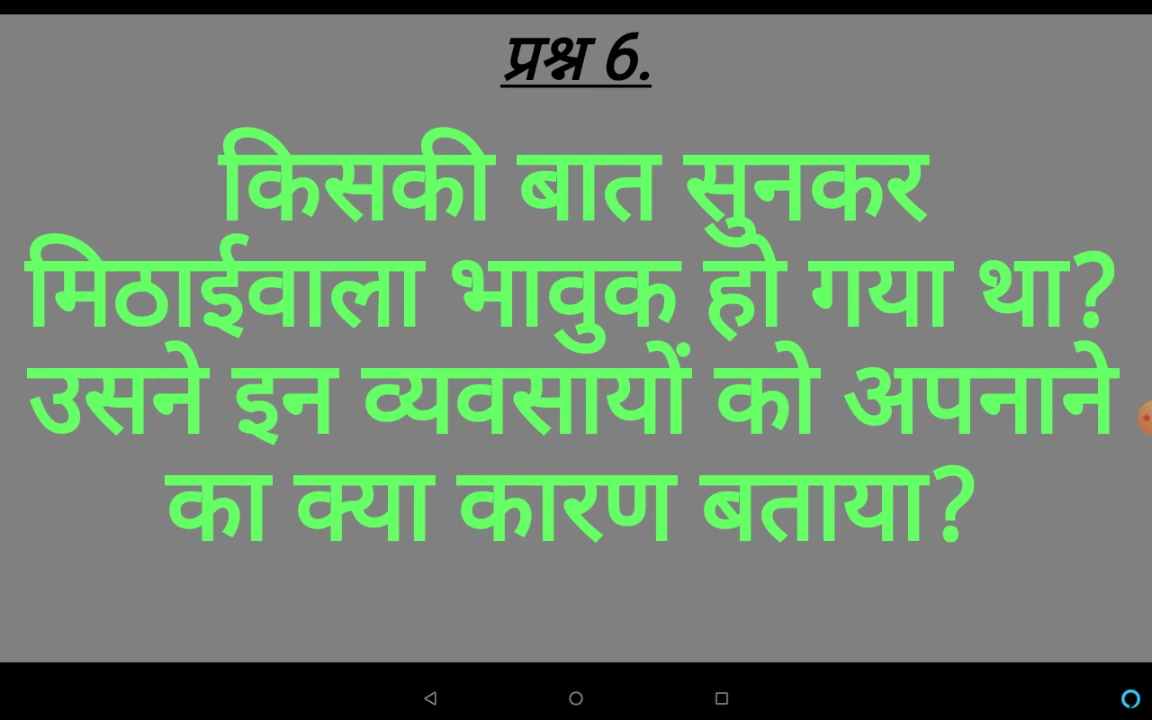 प्रश्न 6.
किसकी बात सुनकर
मिठाईवाला भावुक हो गया था?
उसने इन व्यवसायों को अपनाने
का क्या कारण बताया?